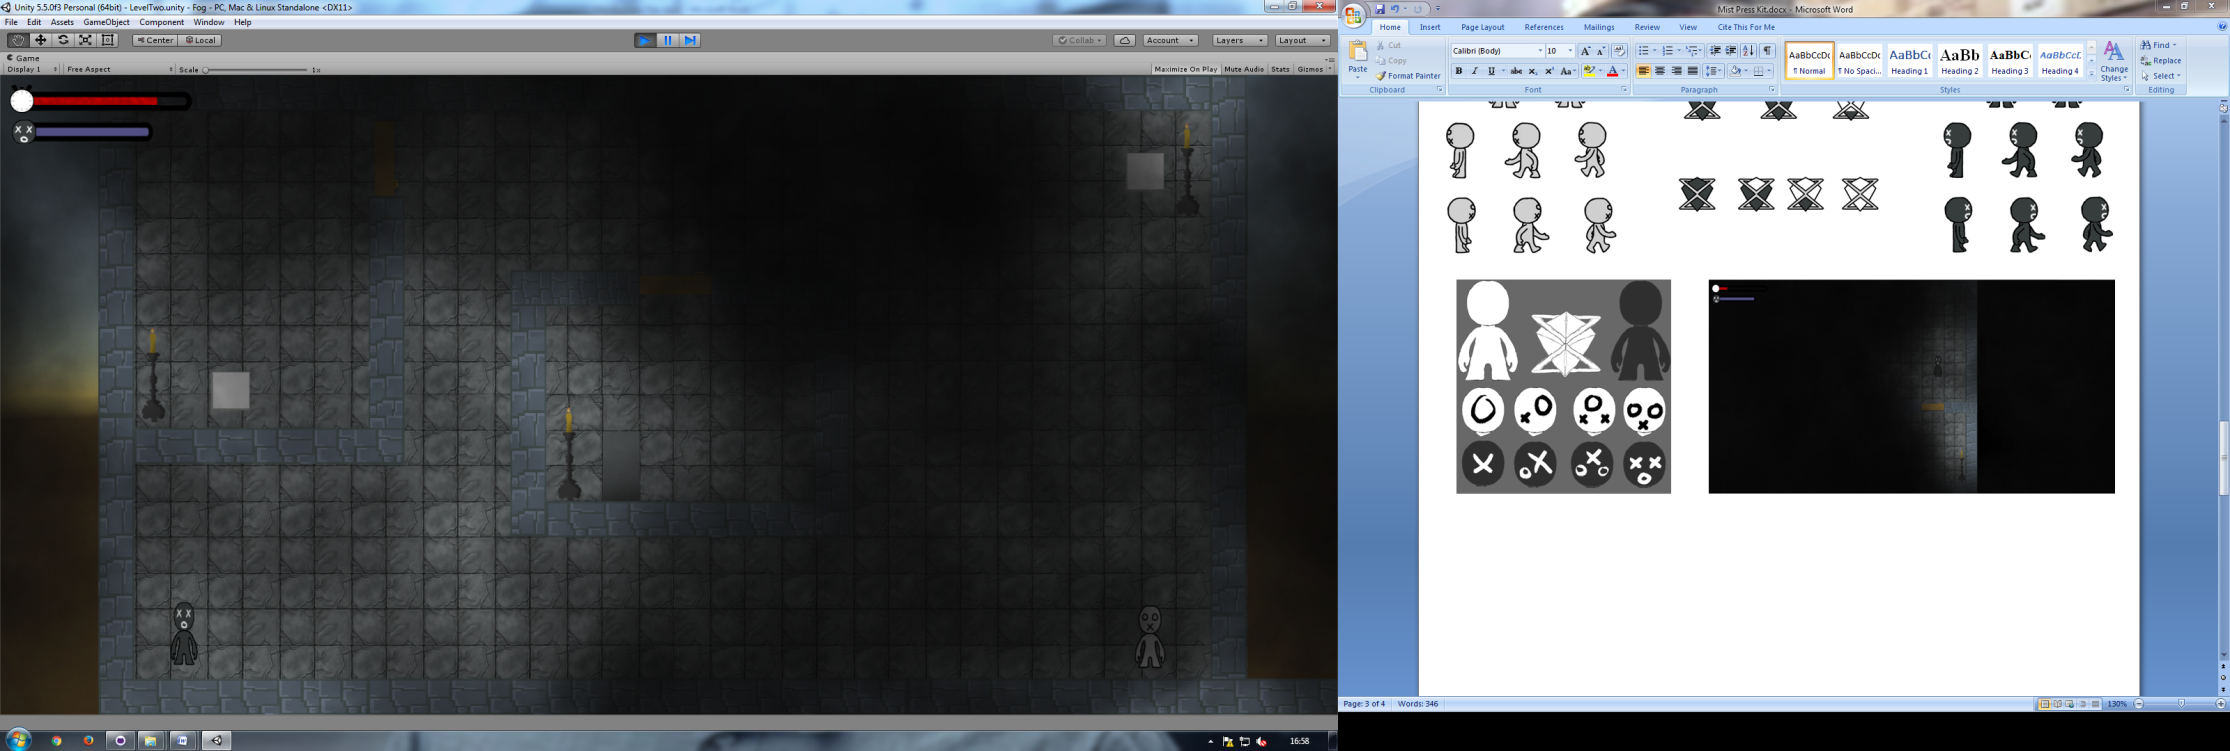 Unity 5.5.0f3 Personal (64bit) - LevelTwo.unity - Fog - PC, Mac & Linux Standalone <DX11>
File Edit Assets GameObject Component Window Help
Center Local Collab Account Layers Layout
Game
Display 1 Free Aspect Scale 1x Maximize On Play Mute Audio Stats Gizmos
16:58
Mist Press Kit.docx - Microsoft Word
Home Insert Page Layout References Mailings Review View Cite This For Me
Paste
Cut
Copy
Format Painter
Clipboard
Calibri (Body) 10
B I U abc x₂ x² Aa
Font
Paragraph
AaBbCcDc AaBbCcDc AaBbCc AaBb AaBbC AaBbCcD
¶ Normal ¶ No Spaci... Heading 1 Heading 2 Heading 3 Heading 4
Change Styles
Styles
Find
Replace
Select
Editing
Page: 3 of 4 Words: 346 130%